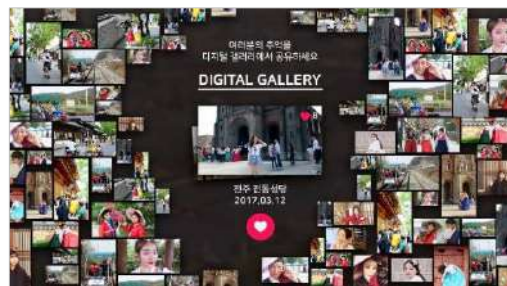 여러분의 추억을
디지털 갤러리에서 공유하세요
DIGITAL GALLERY
8
전주 전동성당
2017.03.12